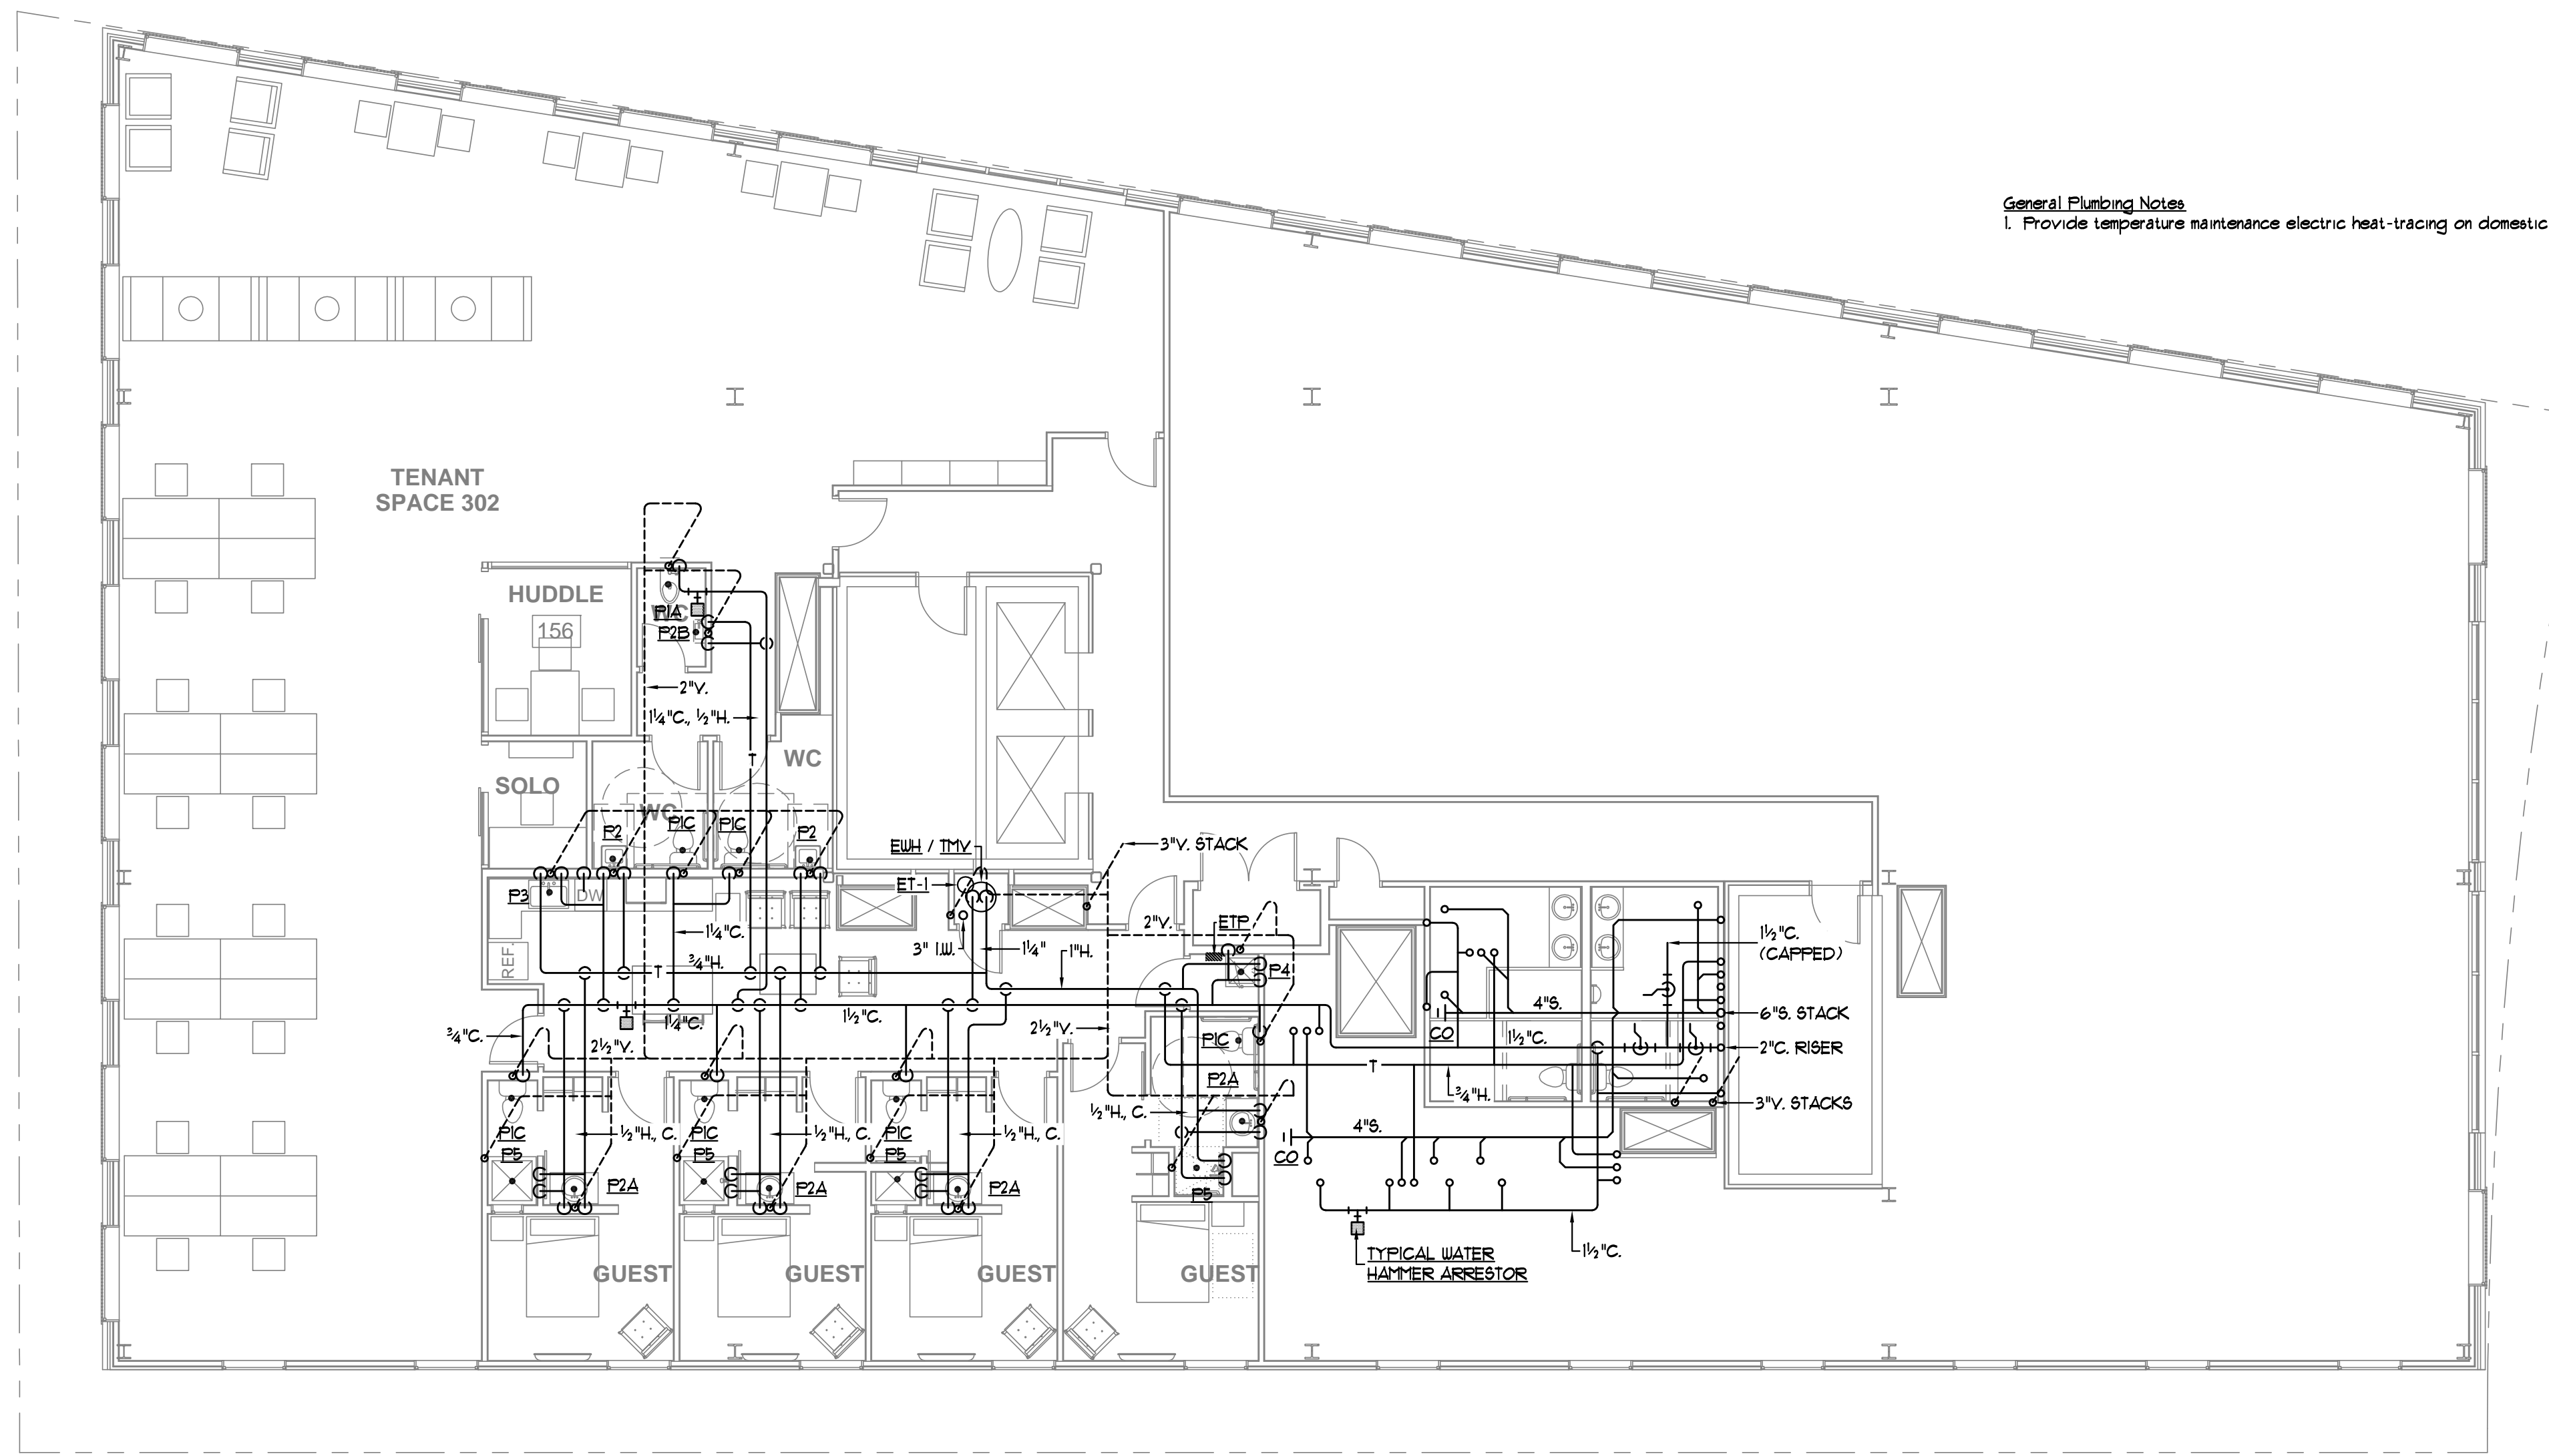 General Plumbing Notes
1. Provide temperature maintenance electric heat-tracing on domestic
TENANT
SPACE 302
HUDDLE
156
WC
P1A
P2B
2"V.
1¼"C., ½"H.
T
WC
SOLO
WC
P2
P1C
P1C
P2
EWH / TMV
3"V. STACK
ET-1
P3
DW
REF.
1¼"C.
3" I.W.
1¼"
1"H.
2"V.
ETP
P4
T
¾"H.
1½"C.
(CAPPED)
4"S.
6"S. STACK
CO
1½"C.
2"C. RISER
¾"C.
1¼"C.
1½"C.
2½"V.
2½"V.
P1C
T
¾"H.
P2A
½"H., C.
3"V. STACKS
4"S.
CO
P1C
½"H., C.
P1C
½"H., C.
P1C
½"H., C.
P5
P5
P5
P2A
P2A
P2A
P5
1½"C.
TYPICAL WATER
HAMMER ARRESTOR
GUEST
GUEST
GUEST
GUEST